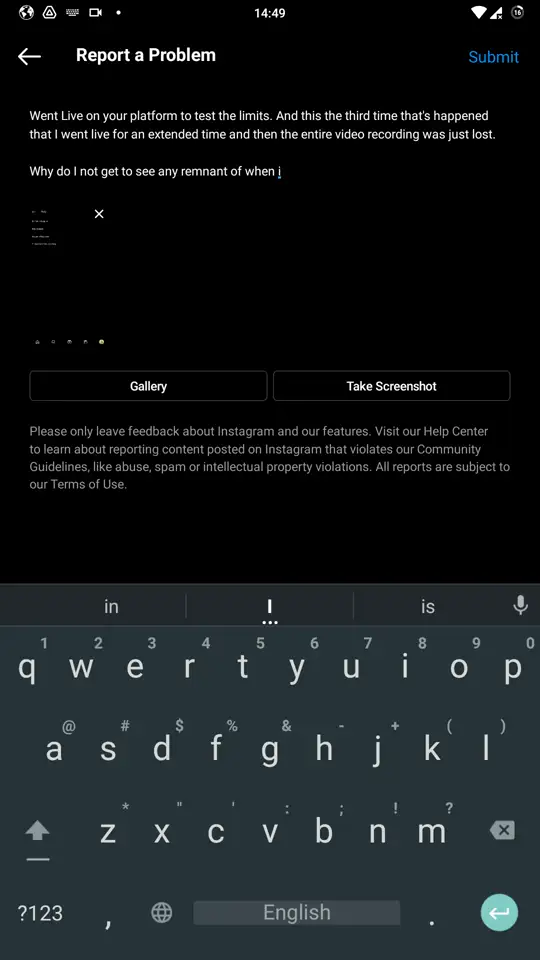 14:49
16
Report a Problem
Submit
Went Live on your platform to test the limits. And this the third time that's happened
that I went live for an extended time and then the entire video recording was just lost.
Why do I not get to see any remnant of when i
Gallery
Take Screenshot
Please only leave feedback about Instagram and our features. Visit our Help Center
to learn about reporting content posted on Instagram that violates our Community
Guidelines, like abuse, spam or intellectual property violations. All reports are subject to
our Terms of Use.
in I is
1 2 3 4 5 6 7 8 9 0
q w e r t y u i o p
@ # $ % & - + ( )
a s d f g h j k l
* " ' : ; ! ?
z x c v b n m
?123 , English .